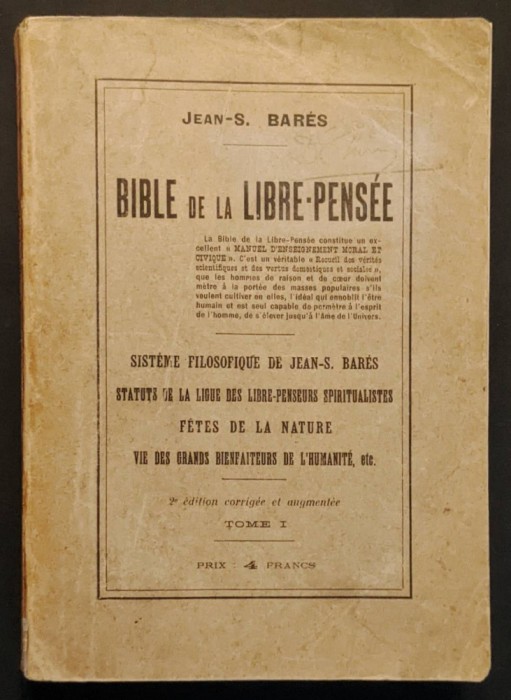 JEAN-S. BARÈS
BIBLE DE LA LIBRE-PENSÉE
La Bible de la Libre-Pensée constitue un ex-
cellent « MANUEL D'ENSEIGNEMENT MORAL ET
CIVIQUE ». C'est un véritable « Recueil des vérités
scientifiques et des vertus domestiques et sociales »,
que les hommes de raison et de cœur doivent
mètre à la portée des masses populaires s'ils
veulent cultiver en elles, l'idéal qui ennoblit l'être
humain et est seul capable de permètre à l'esprit
de l'homme, de s'élever jusqu'à l'âme de l'Univers.
SISTÈME FILOSOFIQUE DE JEAN-S. BARÈS
STATUTS DE LA LIGUE DES LIBRE-PENSEURS SPIRITUALISTES
FÊTES DE LA NATURE
VIE DES GRANDS BIENFAITEURS DE L'HUMANITÉ, etc.
2e édition corrigée et augmentée
TOME I
PRIX : 4 FRANCS